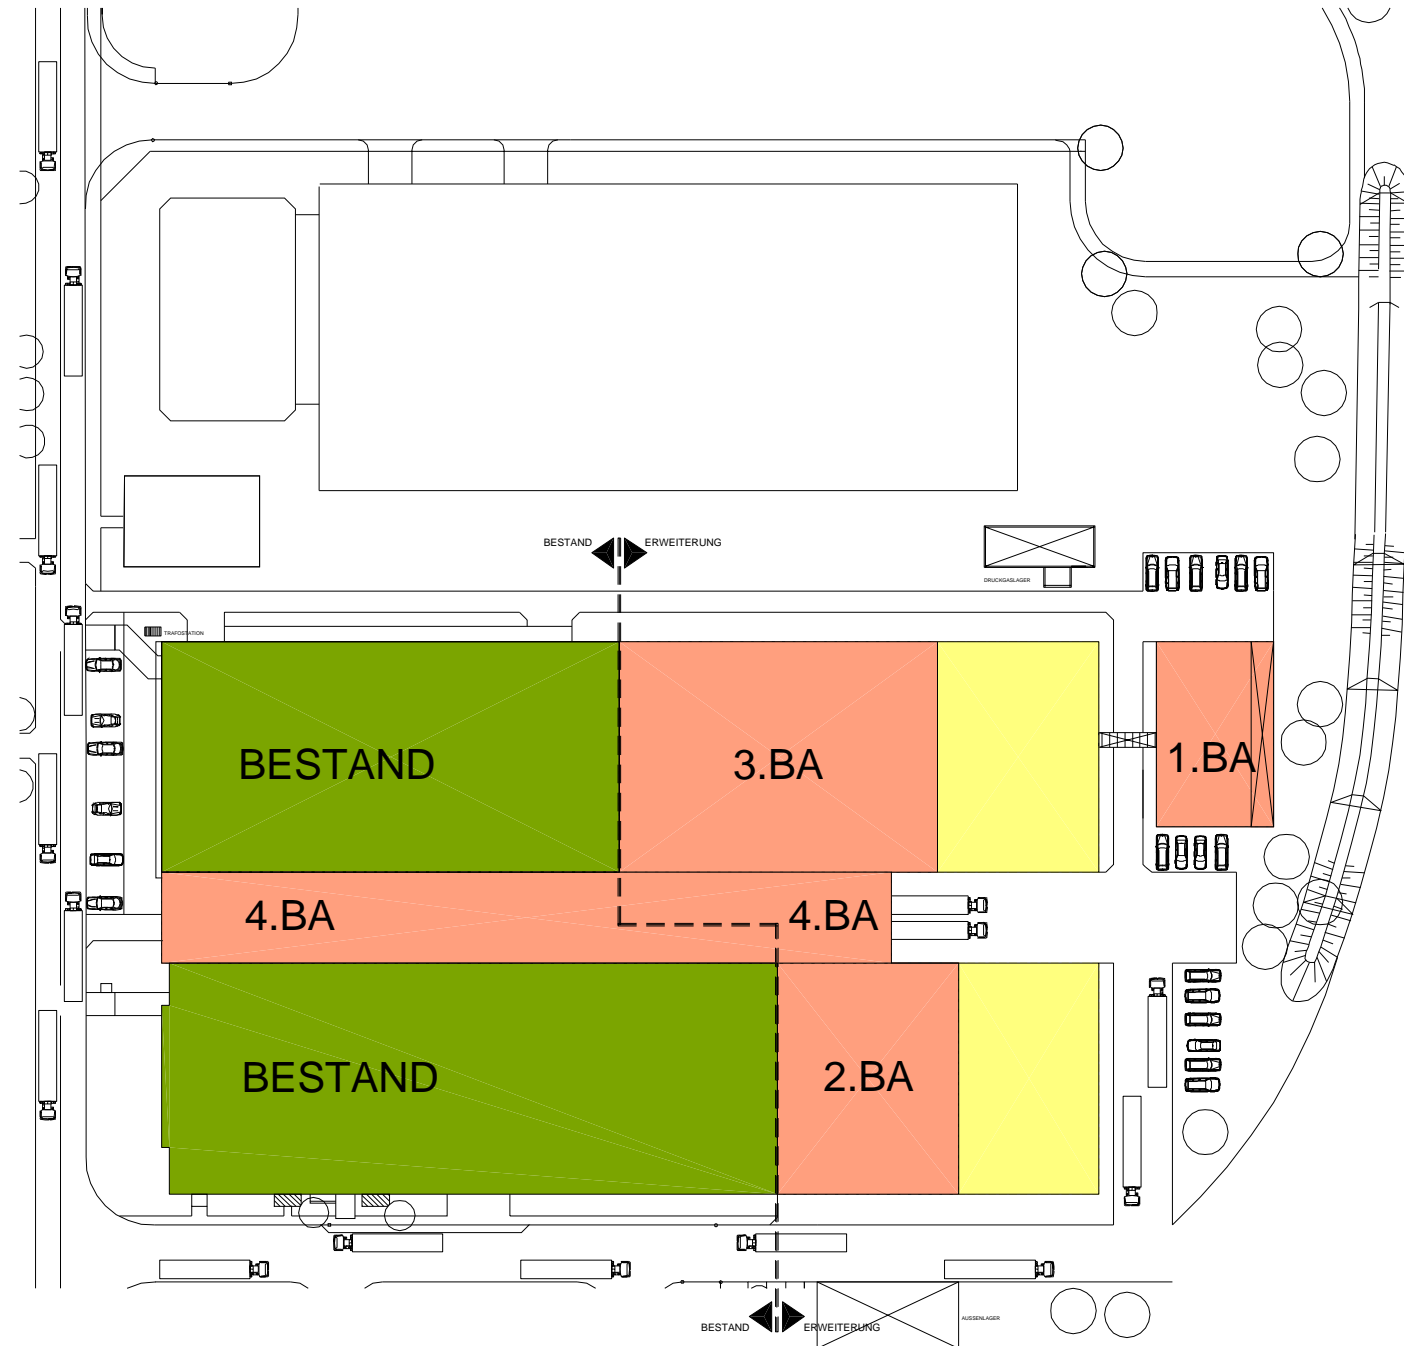 BESTAND ERWEITERUNG
DRUCKGASLAGER
TRAFOSTATION
BESTAND 3.BA 1.BA
4.BA 4.BA
BESTAND 2.BA
BESTAND ERWEITERUNG
AUSSENLAGER